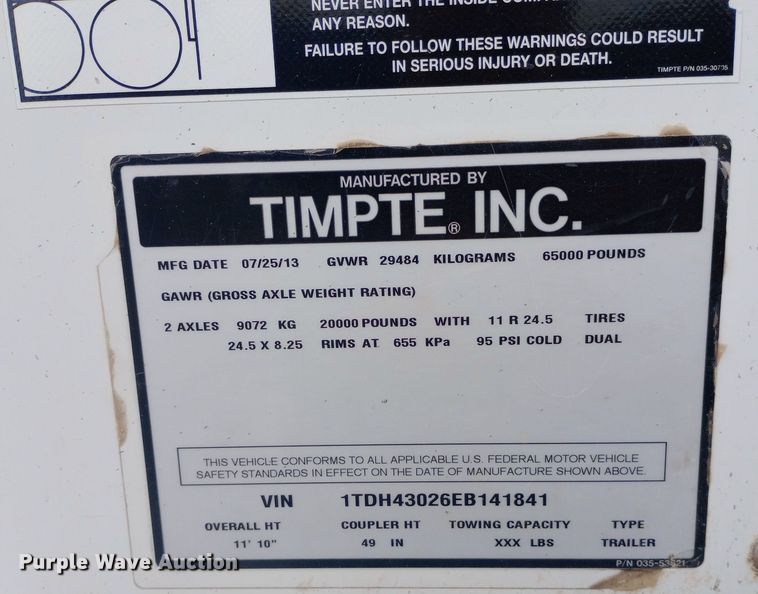 NEVER ENTER THE INSIDE
ANY REASON.
FAILURE TO FOLLOW THESE WARNINGS COULD RESULT
IN SERIOUS INJURY OR DEATH.
TIMPTE P/N
MANUFACTURED BY
TIMPTE® INC.
MFG DATE 07/25/13 GVWR 29484 KILOGRAMS 65000 POUNDS
GAWR (GROSS AXLE WEIGHT RATING)
2 AXLES 9072 KG 20000 POUNDS WITH 11 R 24.5 TIRES
24.5 X 8.25 RIMS AT 655 KPa 95 PSI COLD DUAL
THIS VEHICLE CONFORMS TO ALL APPLICABLE U.S. FEDERAL MOTOR VEHICLE
SAFETY STANDARDS IN EFFECT ON THE DATE OF MANUFACTURE SHOWN ABOVE.
VIN 1TDH43026EB141841
OVERALL HT COUPLER HT TOWING CAPACITY TYPE
11' 10" 49 IN XXX LBS TRAILER
P/N
Purple Wave Auction